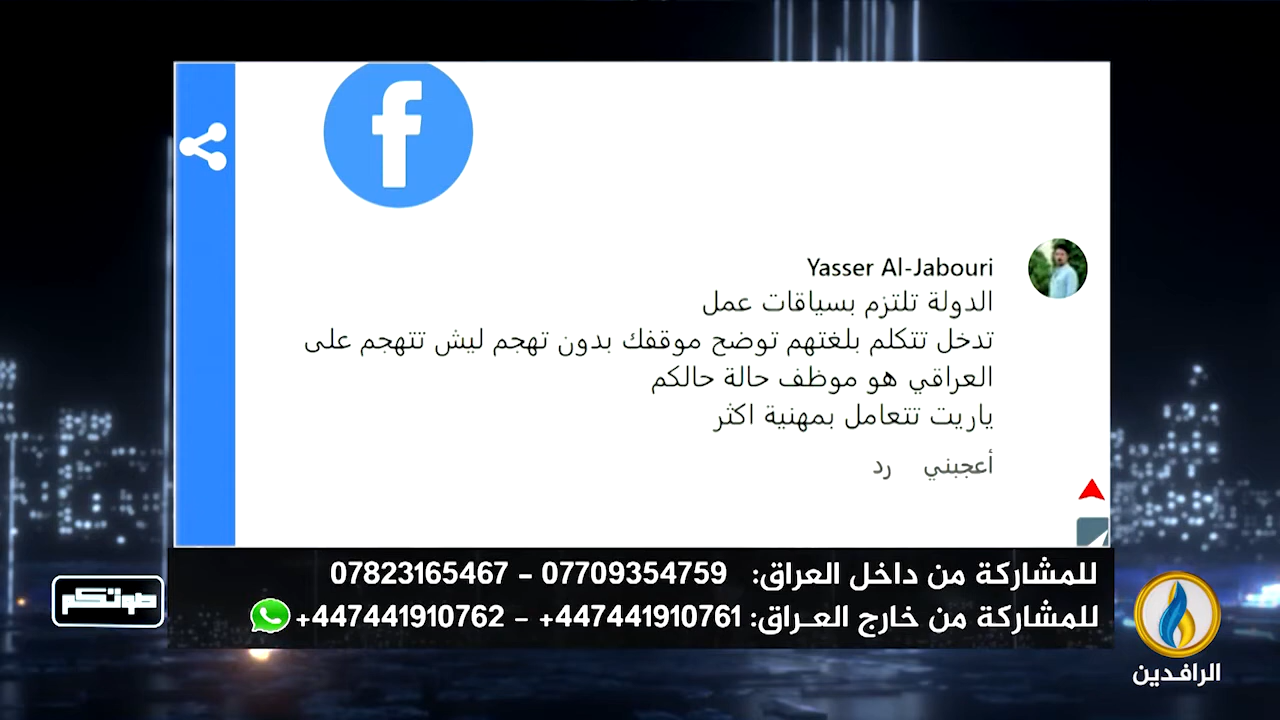 f
Yasser Al-Jabouri
الدولة تلتزم بسياقات عمل
تدخل تتكلم بلغتهم توضح موقفك بدون تهجم ليش تتهجم على
العراقي هو موظف حالة حالكم
ياريت تتعامل بمهنية اكثر
أعجبني رد
للمشاركة من داخل العراق: 07709354759 - 07823165467
للمشاركة من خارج العـراق: 447441910761+ - 447441910762+
صوتكم
الرافدين